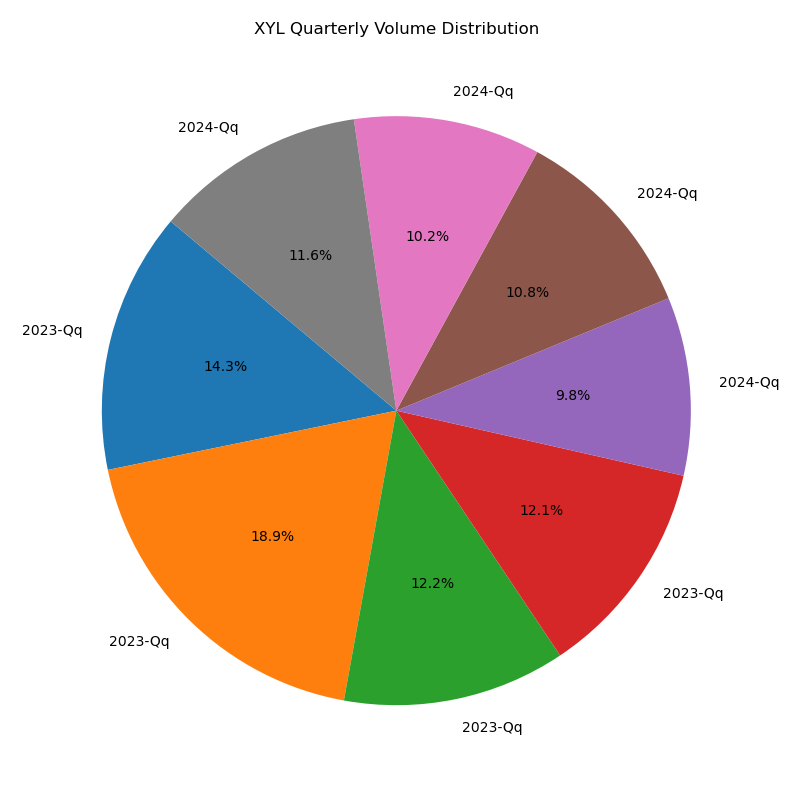 XYL Quarterly Volume Distribution
2024-Qq
2024-Qq
2024-Qq
10.2%
11.6%
10.8%
2023-Qq
14.3%
2024-Qq
9.8%
12.1%
18.9%
12.2%
2023-Qq
2023-Qq
2023-Qq